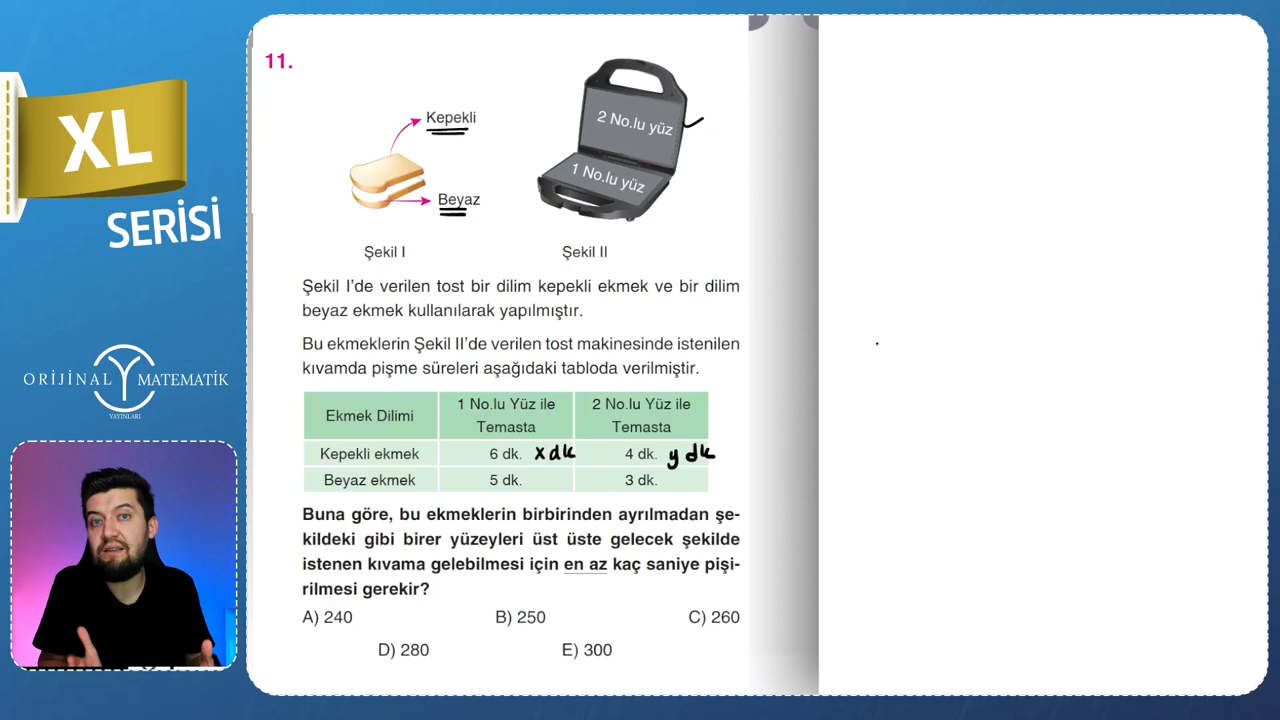 11.
XL
SERİSİ
ORİJİNAL MATEMATİK
YAYINLARI
Kepekli
Beyaz
2 No.lu yüz
1 No.lu yüz
Şekil I
Şekil II
Şekil I'de verilen tost bir dilim kepekli ekmek ve bir dilim
beyaz ekmek kullanılarak yapılmıştır.
Bu ekmeklerin Şekil II'de verilen tost makinesinde istenilen
kıvamda pişme süreleri aşağıdaki tabloda verilmiştir.
Ekmek Dilimi
1 No.lu Yüz ile
Temasta
2 No.lu Yüz ile
Temasta
Kepekli ekmek 6 dk. x dk 4 dk. y dk
Beyaz ekmek 5 dk. 3 dk.
Buna göre, bu ekmeklerin birbirinden ayrılmadan şe-
kildeki gibi birer yüzeyleri üst üste gelecek şekilde
istenen kıvama gelebilmesi için en az kaç saniye pişi-
rilmesi gerekir?
A) 240 B) 250 C) 260
D) 280 E) 300